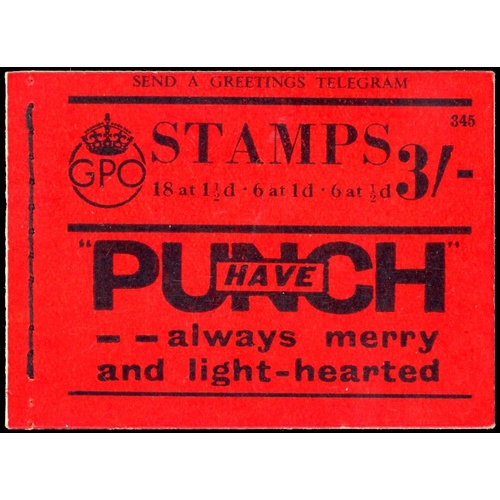 SEND A GREETINGS TELEGRAM
345
GPO
STAMPS 3/-
18 at 1½d · 6 at 1d · 6 at ½d
"PUNCH"
HAVE
-- always merry
and light-hearted